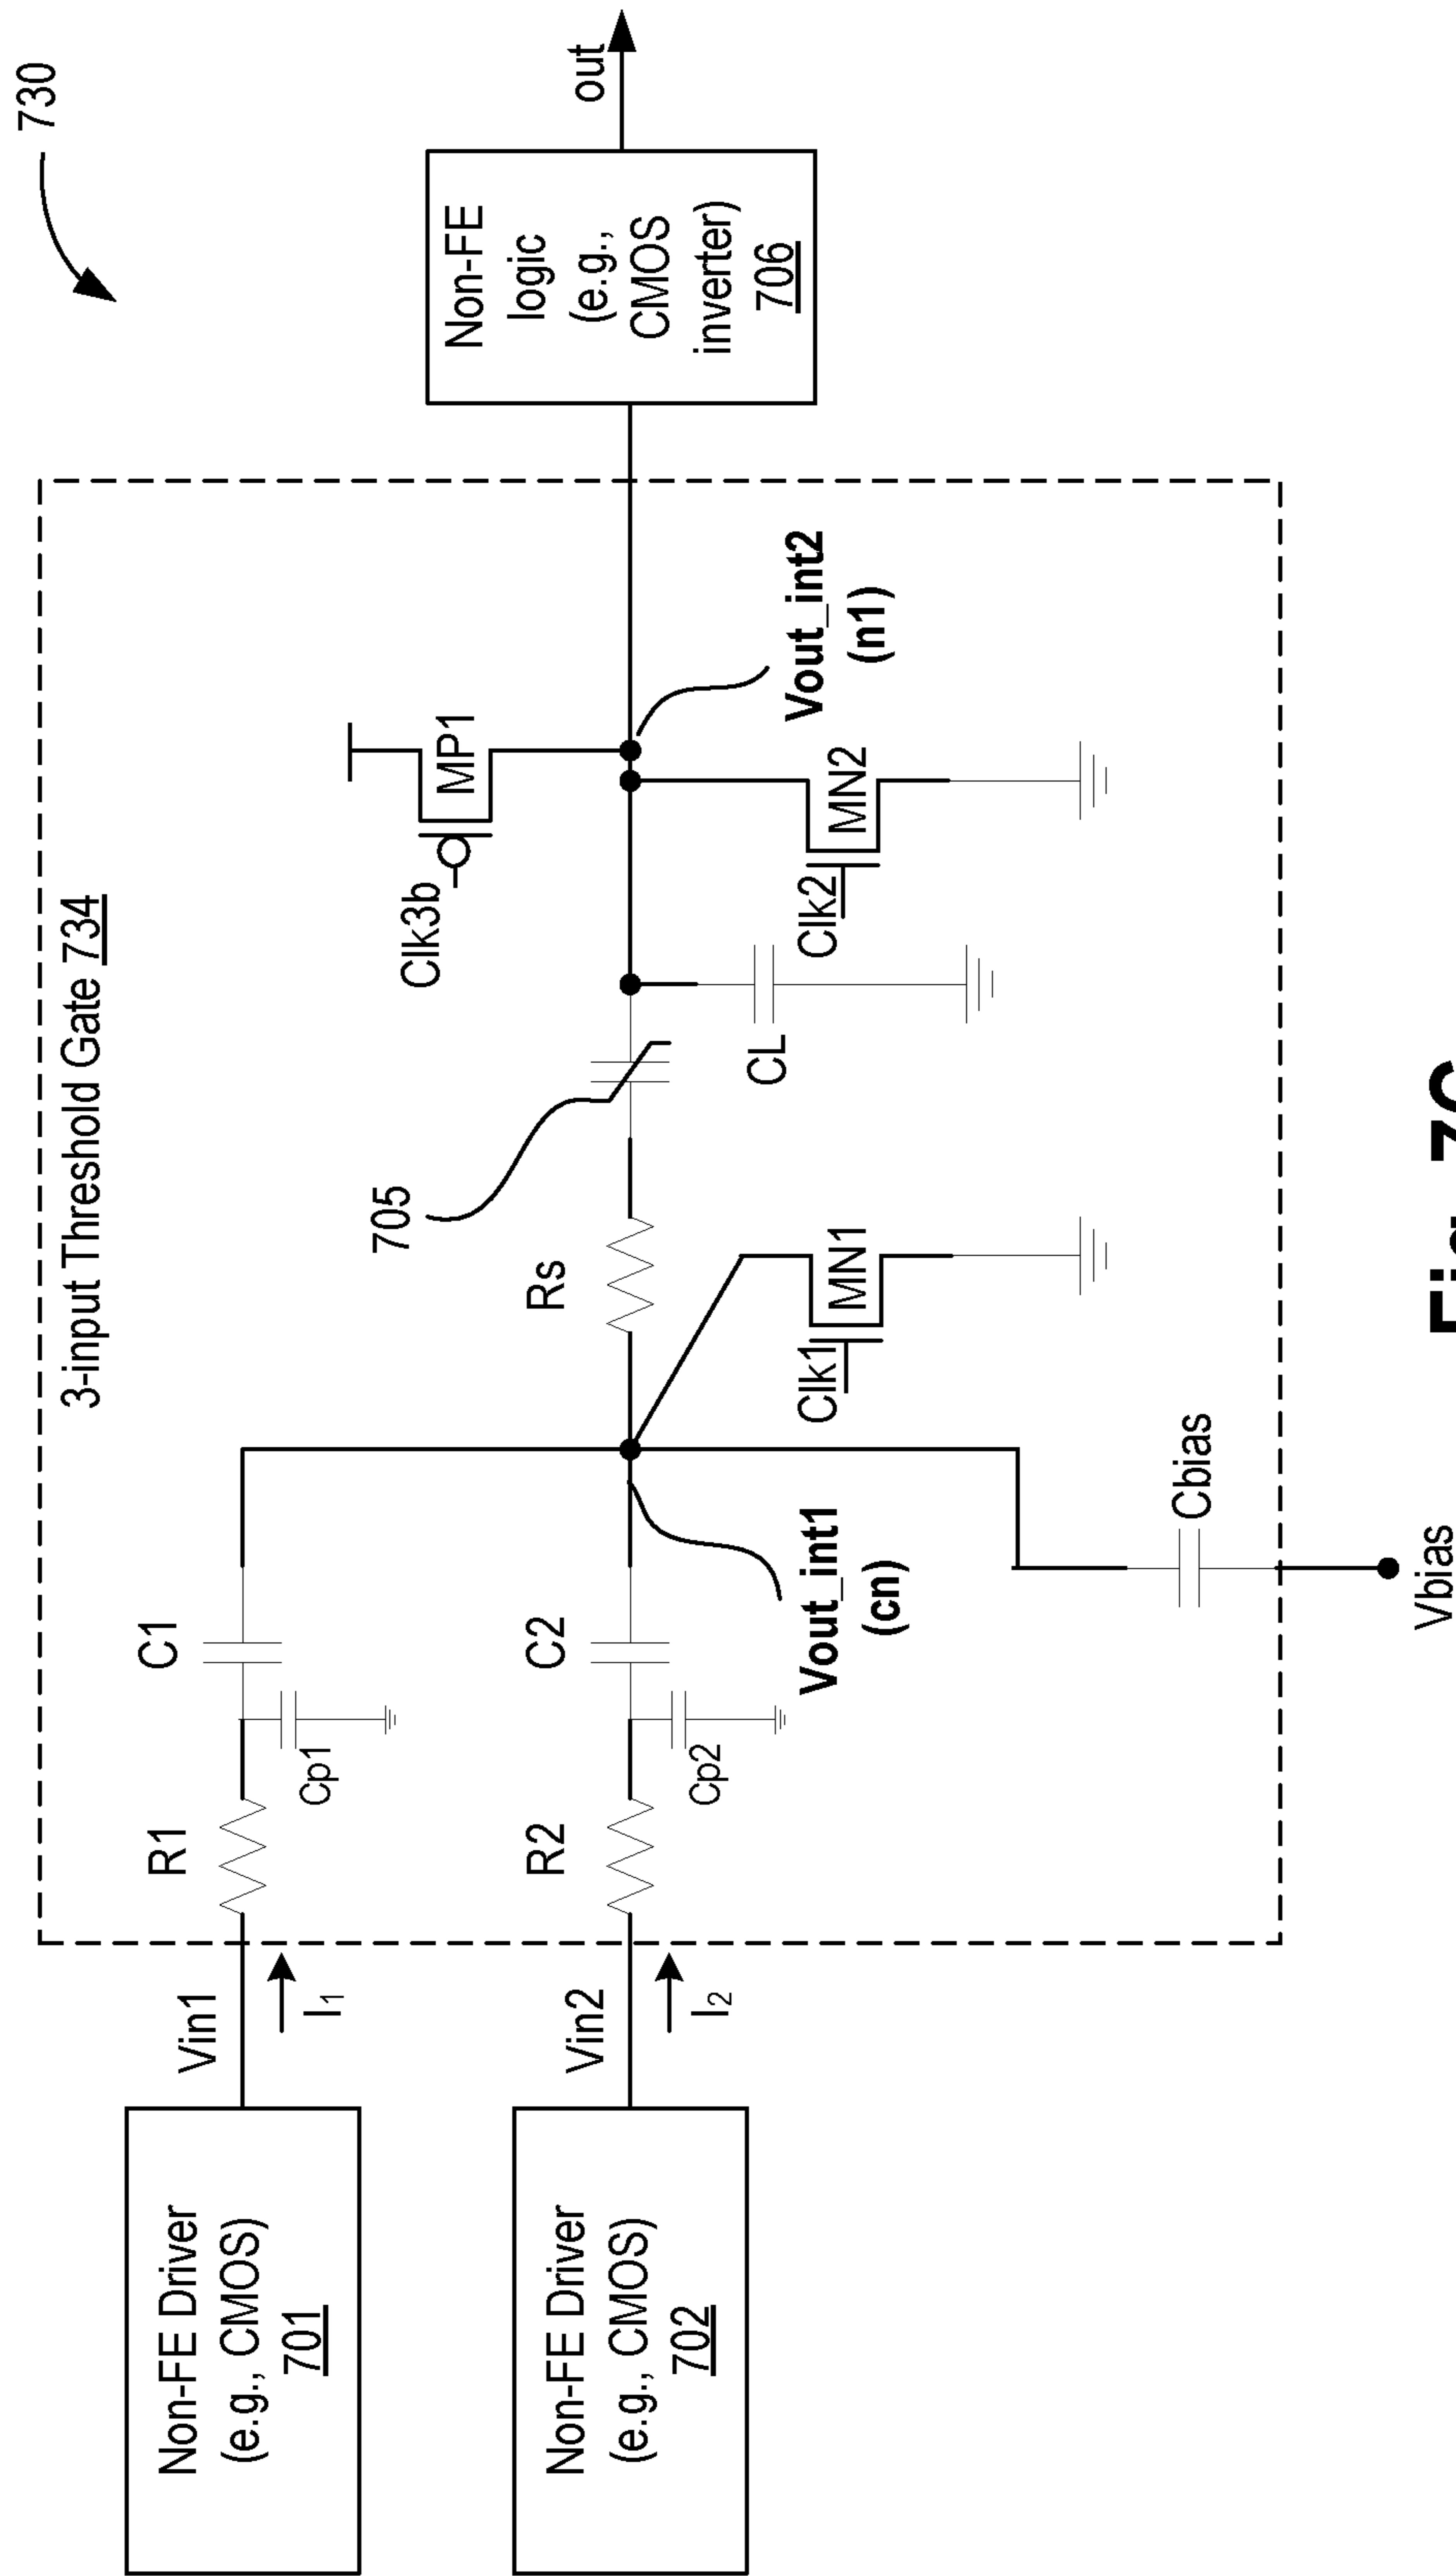 730
3-input Threshold Gate 734
Non-FE Driver
(e.g., CMOS)
701
Vin1
I1
R1
Cp1
C1
Non-FE Driver
(e.g., CMOS)
702
Vin2
I2
R2
Cp2
C2
Vout_int1
(cn)
Rs
705
Clk1
MN1
CL
Clk3b
MP1
Clk2
MN2
Vout_int2
(n1)
Non-FE
logic
(e.g.,
CMOS
inverter)
706
out
Cbias
Vbias